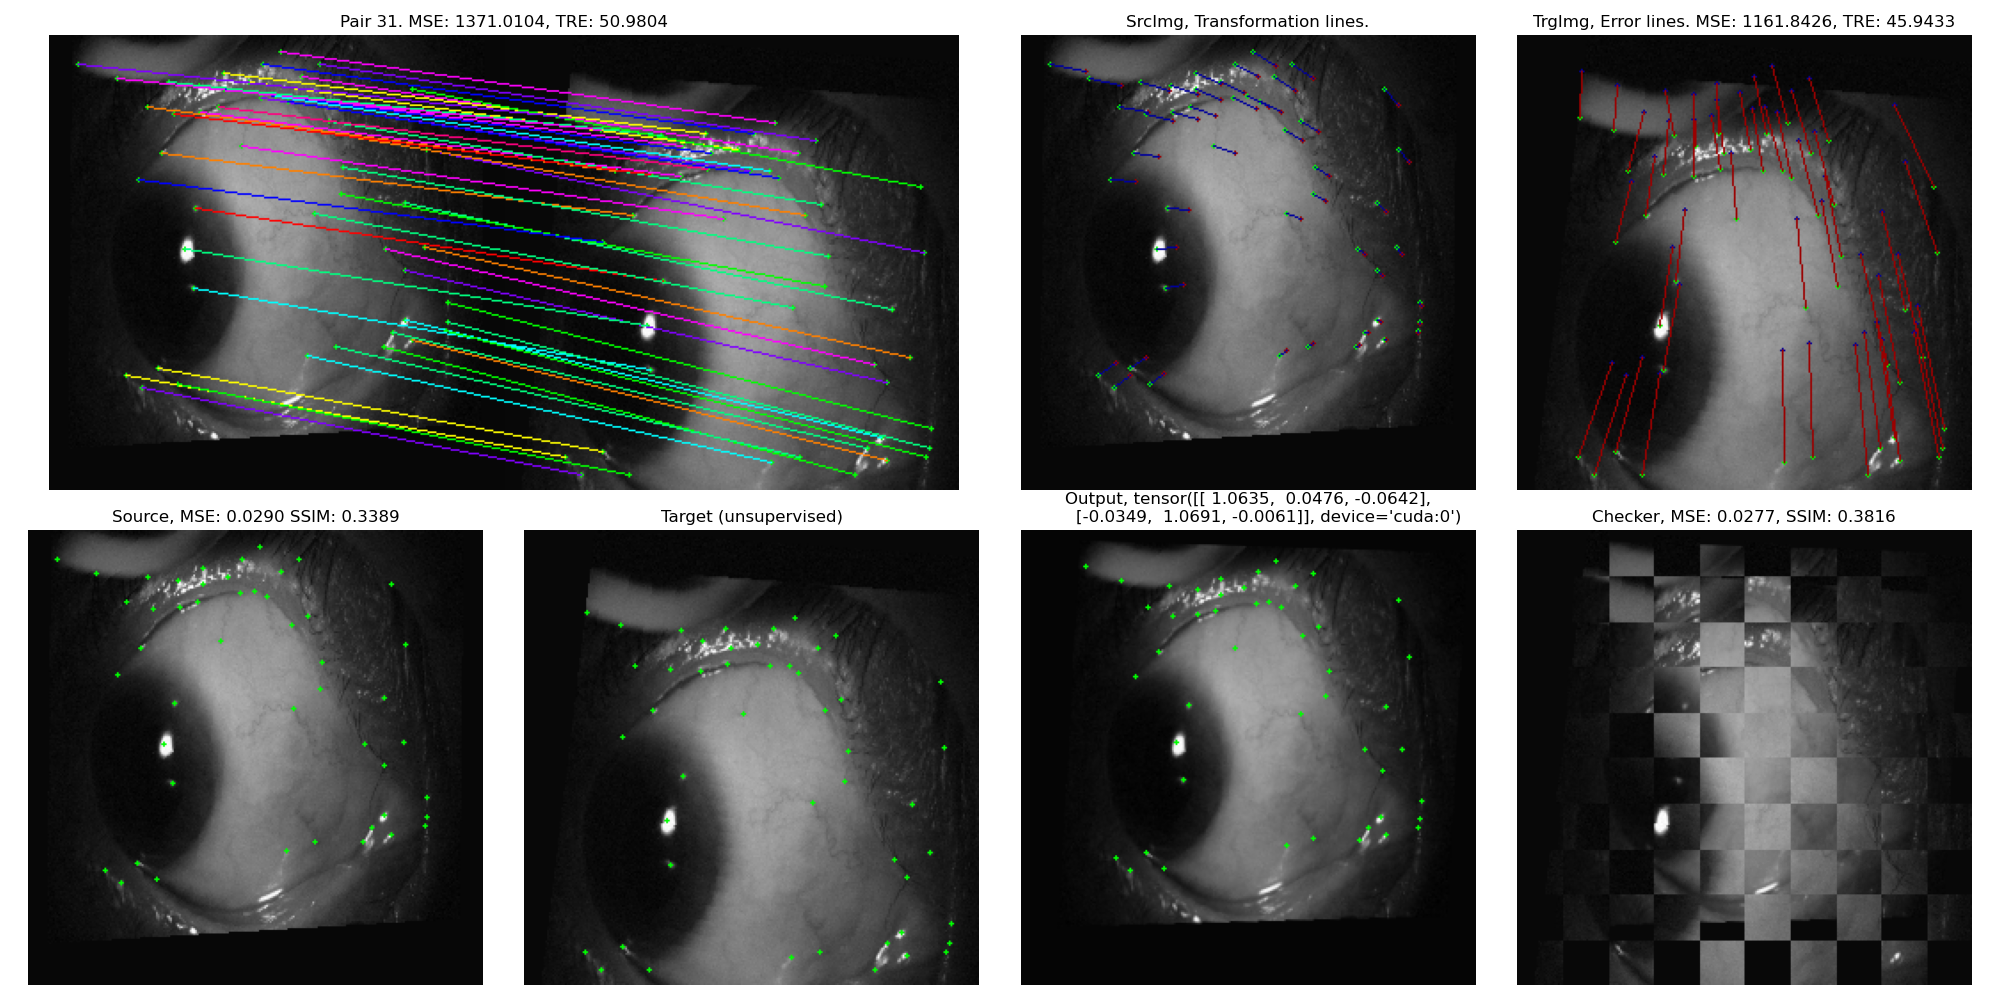 Pair 31. MSE: 1371.0104, TRE: 50.9804
SrcImg, Transformation lines.
TrgImg, Error lines. MSE: 1161.8426, TRE: 45.9433
Source, MSE: 0.0290 SSIM: 0.3389
Target (unsupervised)
Output, tensor([[ 1.0635,  0.0476, -0.0642],
[-0.0349,  1.0691, -0.0061]], device='cuda:0')
Checker, MSE: 0.0277, SSIM: 0.3816